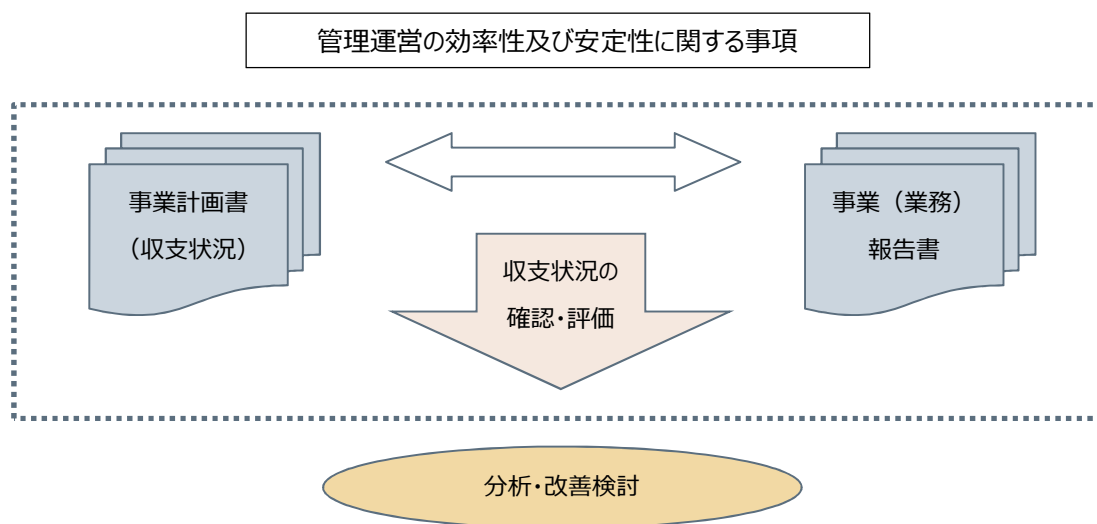 管理運営の効率性及び安定性に関する事項
事業計画書
（収支状況）
事業（業務）
報告書
収支状況の
確認・評価
分析・改善検討